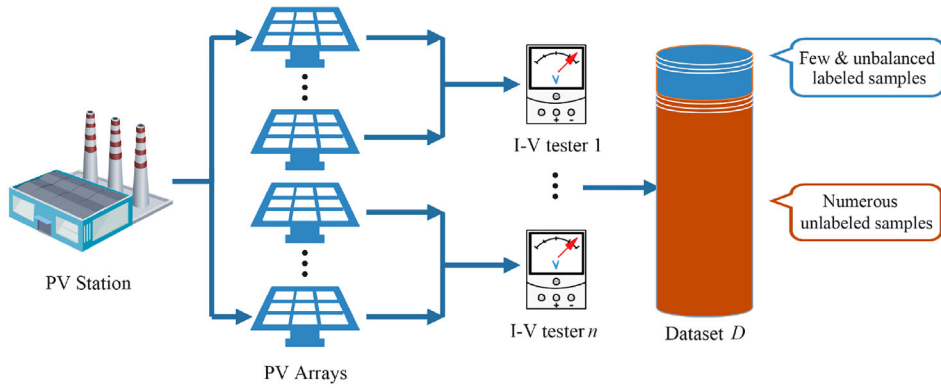 PV Station
PV Arrays
V
+ -
I-V tester 1
V
+ -
I-V tester n
Few & unbalanced
labeled samples
Numerous
unlabeled samples
Dataset D